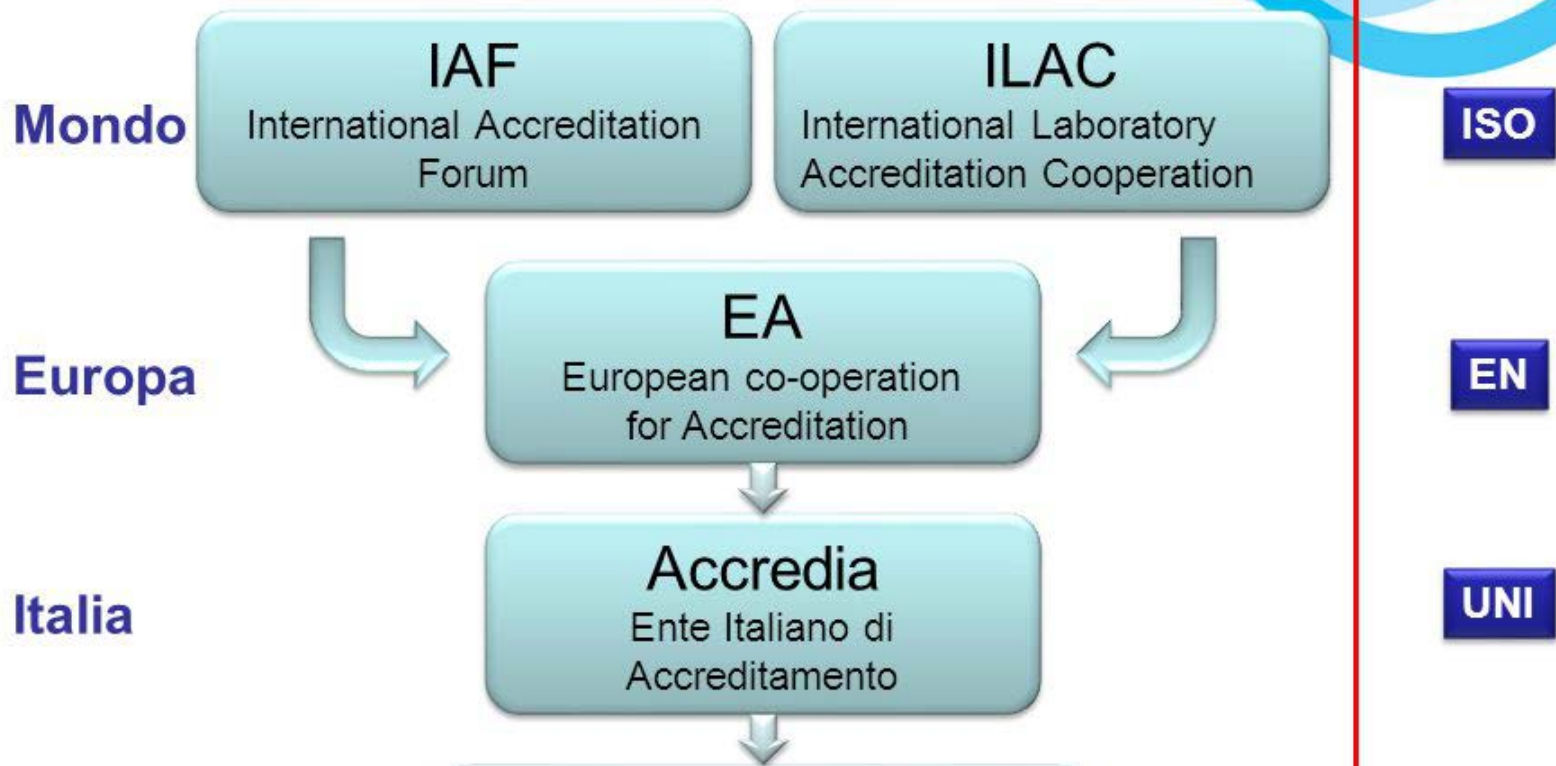 IAF
International Accreditation
Forum
ILAC
International Laboratory
Accreditation Cooperation
Mondo
ISO
EA
European co-operation
for Accreditation
Europa
EN
Accredia
Ente Italiano di
Accreditamento
Italia
UNI